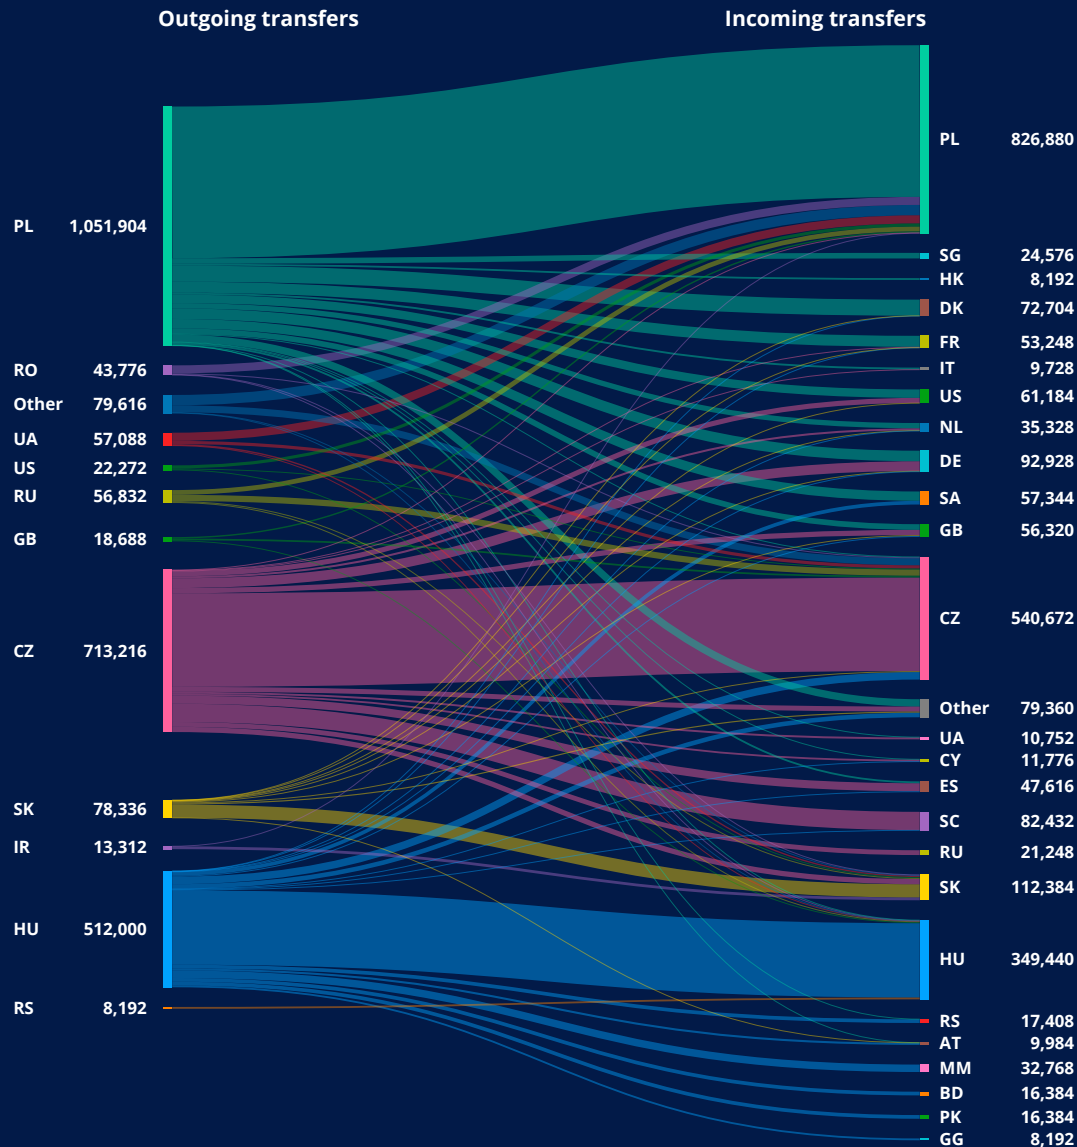 Outgoing transfers
Incoming transfers
PL 1,051,904
RO 43,776
Other 79,616
UA 57,088
US 22,272
RU 56,832
GB 18,688
CZ 713,216
SK 78,336
IR 13,312
HU 512,000
RS 8,192
PL 826,880
SG 24,576
HK 8,192
DK 72,704
FR 53,248
IT 9,728
US 61,184
NL 35,328
DE 92,928
SA 57,344
GB 56,320
CZ 540,672
Other 79,360
UA 10,752
CY 11,776
ES 47,616
SC 82,432
RU 21,248
SK 112,384
HU 349,440
RS 17,408
AT 9,984
MM 32,768
BD 16,384
PK 16,384
GG 8,192